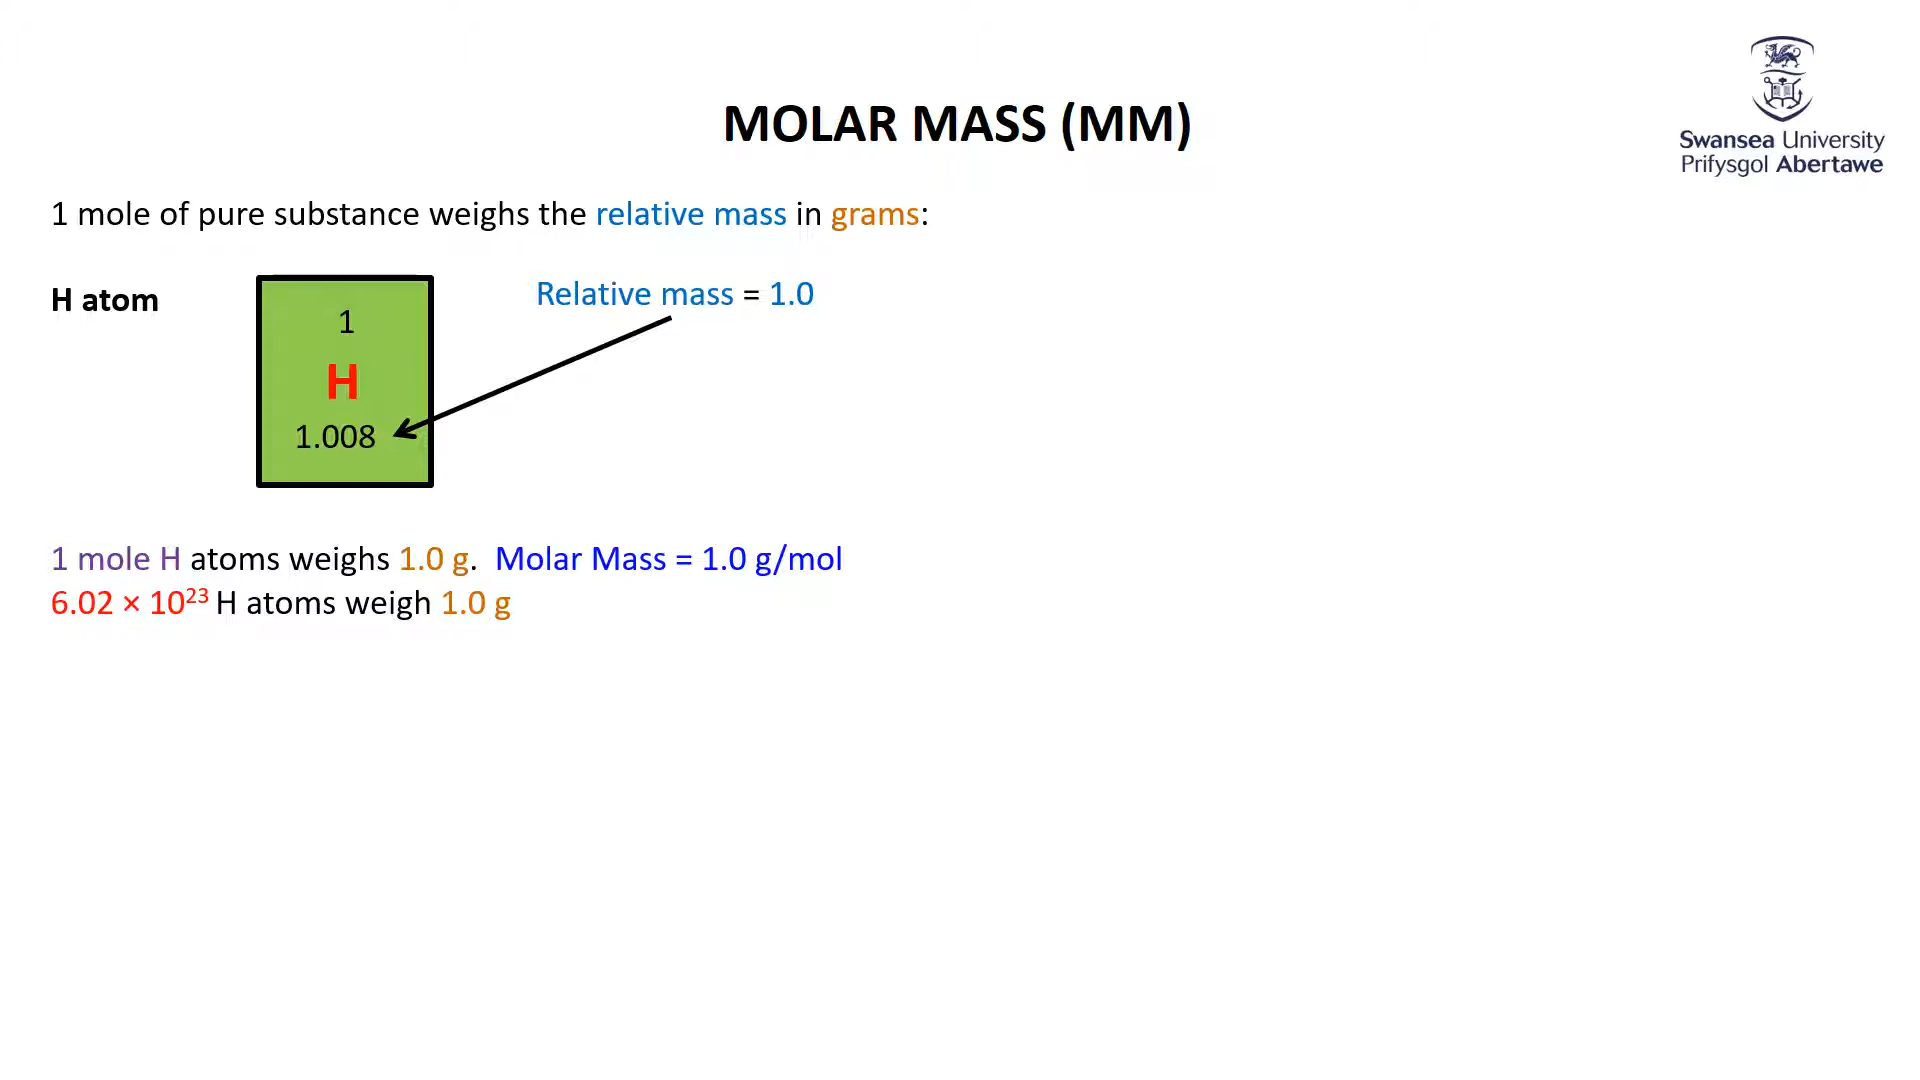 Swansea University
Prifysgol Abertawe
MOLAR MASS (MM)
1 mole of pure substance weighs the relative mass in grams:
H atom
1
H
1.008
Relative mass = 1.0
1 mole H atoms weighs 1.0 g.  Molar Mass = 1.0 g/mol
6.02 × 10²³ H atoms weigh 1.0 g